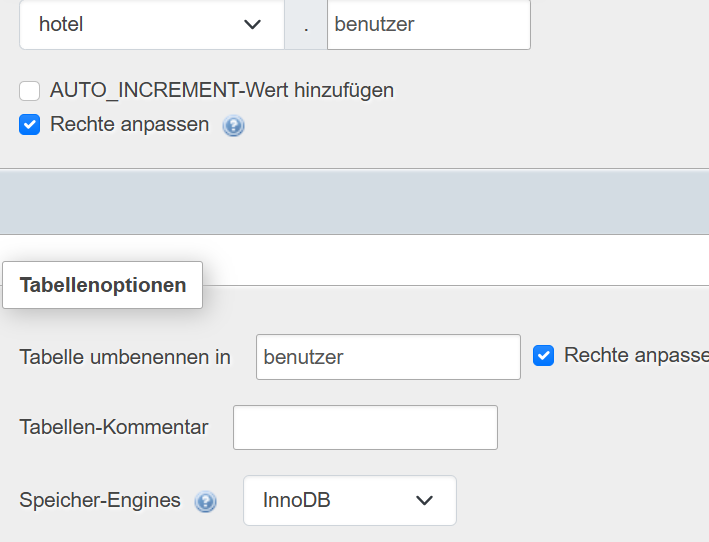 hotel . benutzer
AUTO_INCREMENT-Wert hinzufügen
Rechte anpassen ?
Tabellenoptionen
Tabelle umbenennen in benutzer Rechte anpasse
Tabellen-Kommentar
Speicher-Engines ? InnoDB